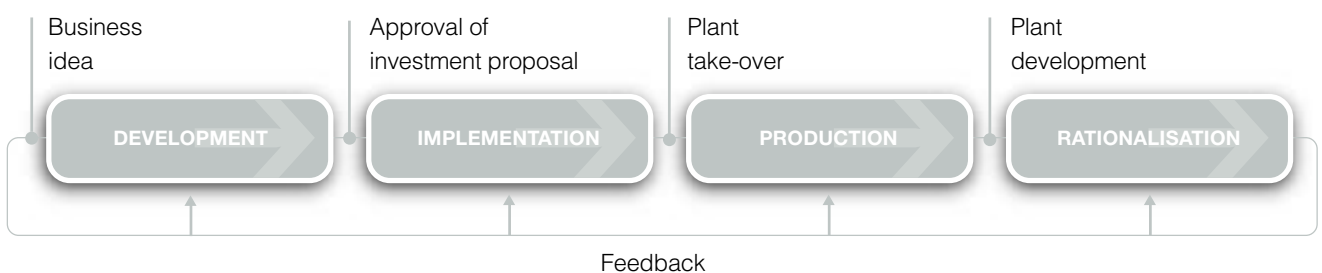 Business
idea
Approval of
investment proposal
Plant
take-over
Plant
development
DEVELOPMENT
IMPLEMENTATION
PRODUCTION
RATIONALISATION
Feedback